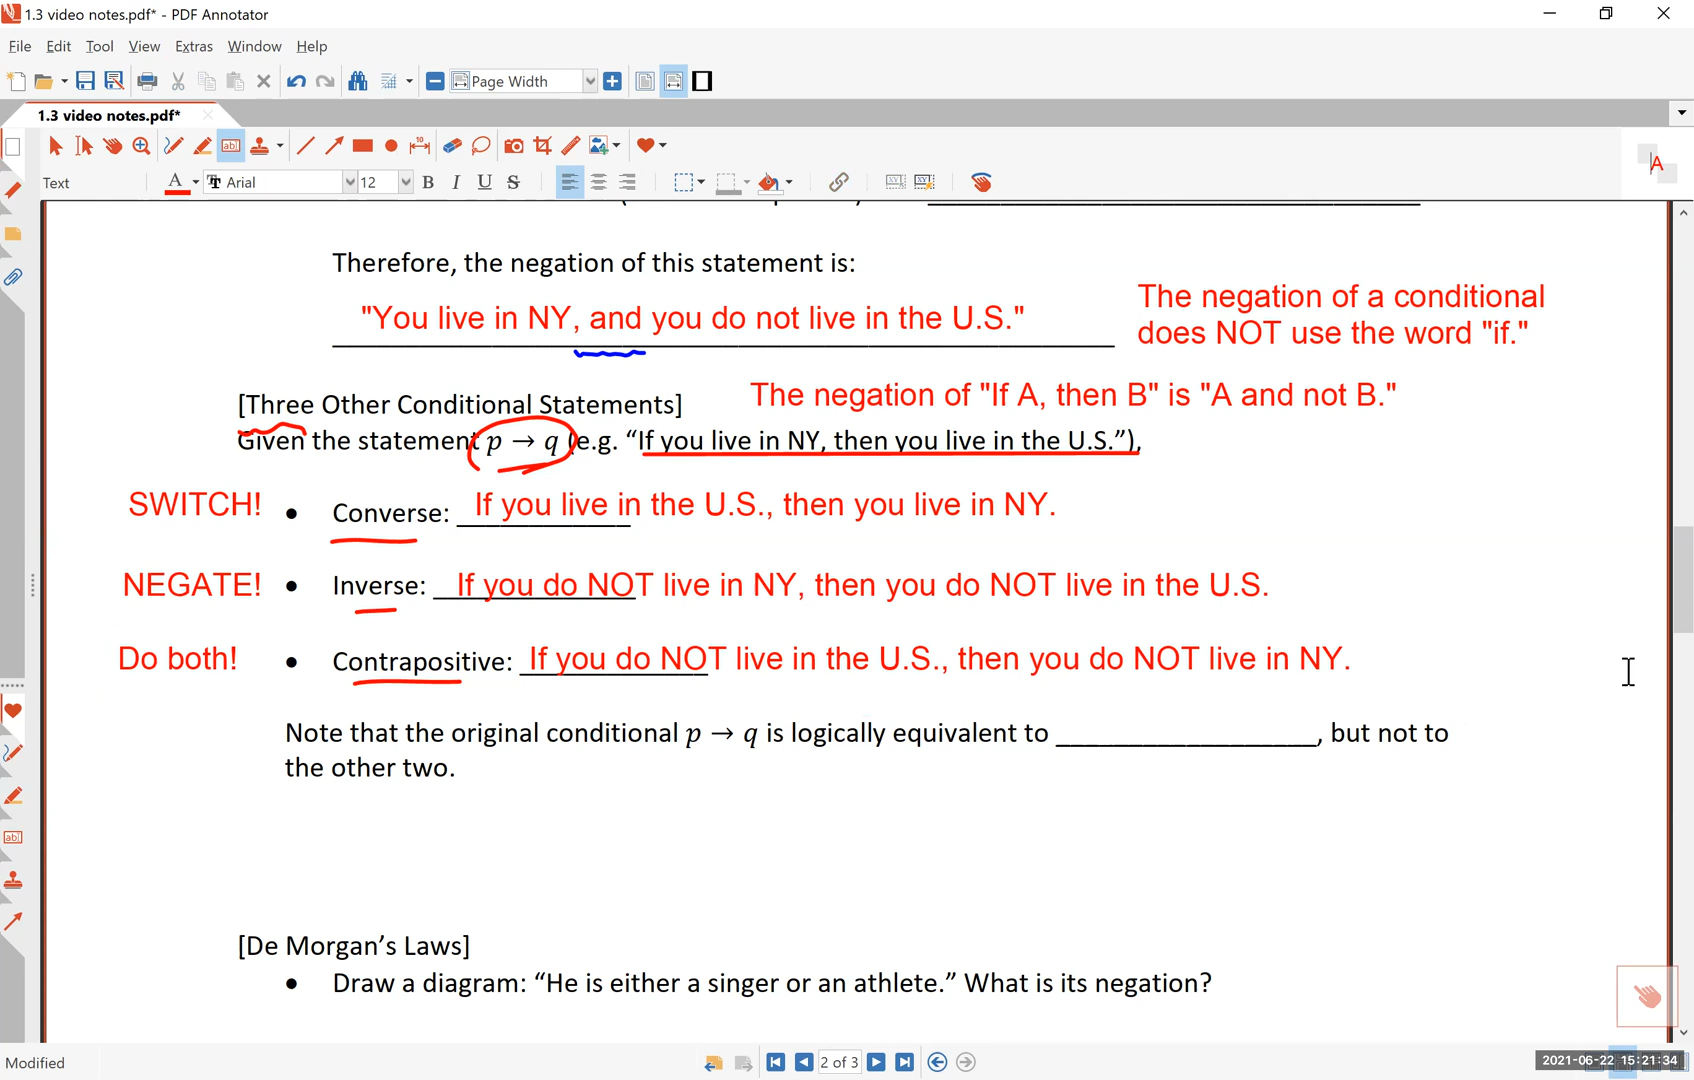 1.3 video notes.pdf* - PDF Annotator
File Edit Tool View Extras Window Help
Page Width
1.3 video notes.pdf*
Text A Arial 12 B I U S
Therefore, the negation of this statement is:
"You live in NY, and you do not live in the U.S."
The negation of a conditional
does NOT use the word "if."
[Three Other Conditional Statements]
The negation of "If A, then B" is "A and not B."
Given the statement p → q (e.g. “If you live in NY, then you live in the U.S.”),
SWITCH! • Converse: If you live in the U.S., then you live in NY.
NEGATE! • Inverse: If you do NOT live in NY, then you do NOT live in the U.S.
Do both! • Contrapositive: If you do NOT live in the U.S., then you do NOT live in NY.
Note that the original conditional p → q is logically equivalent to ___________________, but not to
the other two.
[De Morgan’s Laws]
• Draw a diagram: “He is either a singer or an athlete.” What is its negation?
Modified
2 of 3
2021-06-22 15:21:34